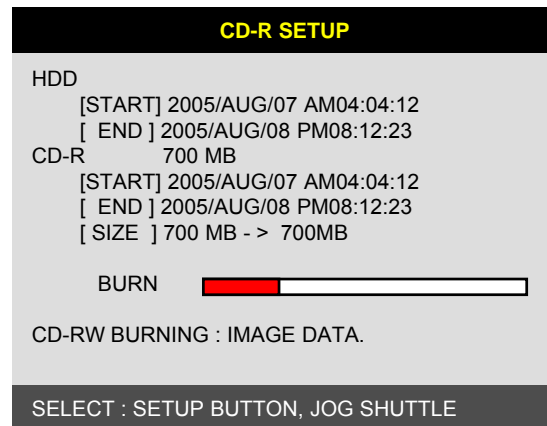 CD-R SETUP
HDD
[START] 2005/AUG/07 AM04:04:12
[ END ] 2005/AUG/08 PM08:12:23
CD-R 700 MB
[START] 2005/AUG/07 AM04:04:12
[ END ] 2005/AUG/08 PM08:12:23
[ SIZE ] 700 MB - > 700MB
BURN
CD-RW BURNING : IMAGE DATA.
SELECT : SETUP BUTTON, JOG SHUTTLE